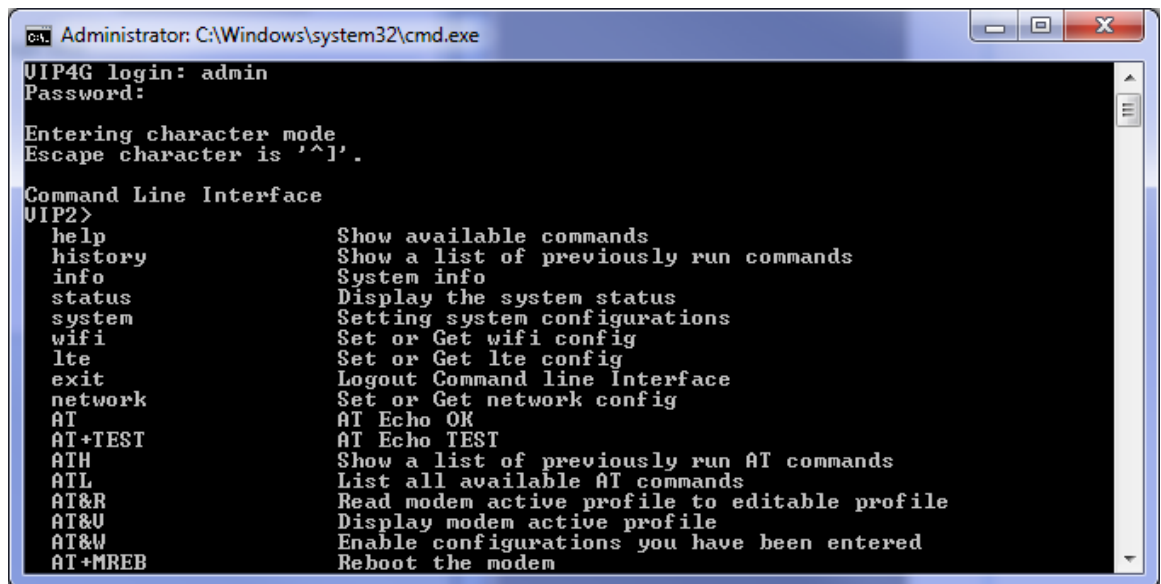 Administrator: C:\Windows\system32\cmd.exe
VIP4G login: admin
Password:
Entering character mode
Escape character is '^]'.
Command Line Interface
VIP2>
help Show available commands
history Show a list of previously run commands
info System info
status Display the system status
system Setting system configurations
wifi Set or Get wifi config
lte Set or Get lte config
exit Logout Command line Interface
network Set or Get network config
AT AT Echo OK
AT+TEST AT Echo TEST
ATH Show a list of previously run AT commands
ATL List all available AT commands
AT&R Read modem active profile to editable profile
AT&V Display modem active profile
AT&W Enable configurations you have been entered
AT+MREB Reboot the modem